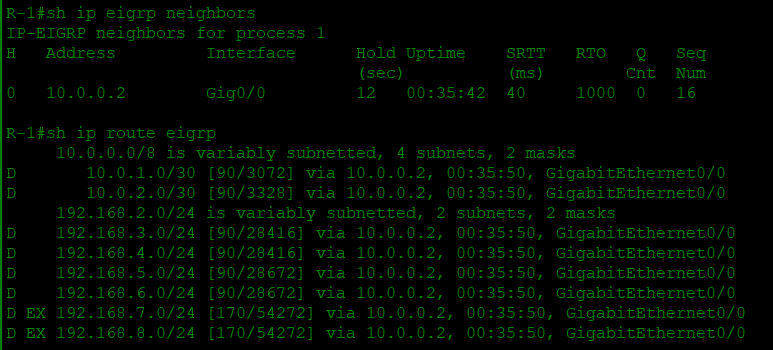 R-1#sh ip eigrp neighbors
IP-EIGRP neighbors for process 1
H   Address         Interface      Hold Uptime    SRTT   RTO   Q   Seq
                                   (sec)          (ms)        Cnt  Num
0   10.0.0.2        Gig0/0         12   00:35:42  40     1000  0   16
R-1#sh ip route eigrp
     10.0.0.0/8 is variably subnetted, 4 subnets, 2 masks
D       10.0.1.0/30 [90/3072] via 10.0.0.2, 00:35:50, GigabitEthernet0/0
D       10.0.2.0/30 [90/3328] via 10.0.0.2, 00:35:50, GigabitEthernet0/0
     192.168.2.0/24 is variably subnetted, 2 subnets, 2 masks
D    192.168.3.0/24 [90/28416] via 10.0.0.2, 00:35:50, GigabitEthernet0/0
D    192.168.4.0/24 [90/28416] via 10.0.0.2, 00:35:50, GigabitEthernet0/0
D    192.168.5.0/24 [90/28672] via 10.0.0.2, 00:35:50, GigabitEthernet0/0
D    192.168.6.0/24 [90/28672] via 10.0.0.2, 00:35:50, GigabitEthernet0/0
D EX 192.168.7.0/24 [170/54272] via 10.0.0.2, 00:35:50, GigabitEthernet0/0
D EX 192.168.8.0/24 [170/54272] via 10.0.0.2, 00:35:50, GigabitEthernet0/0